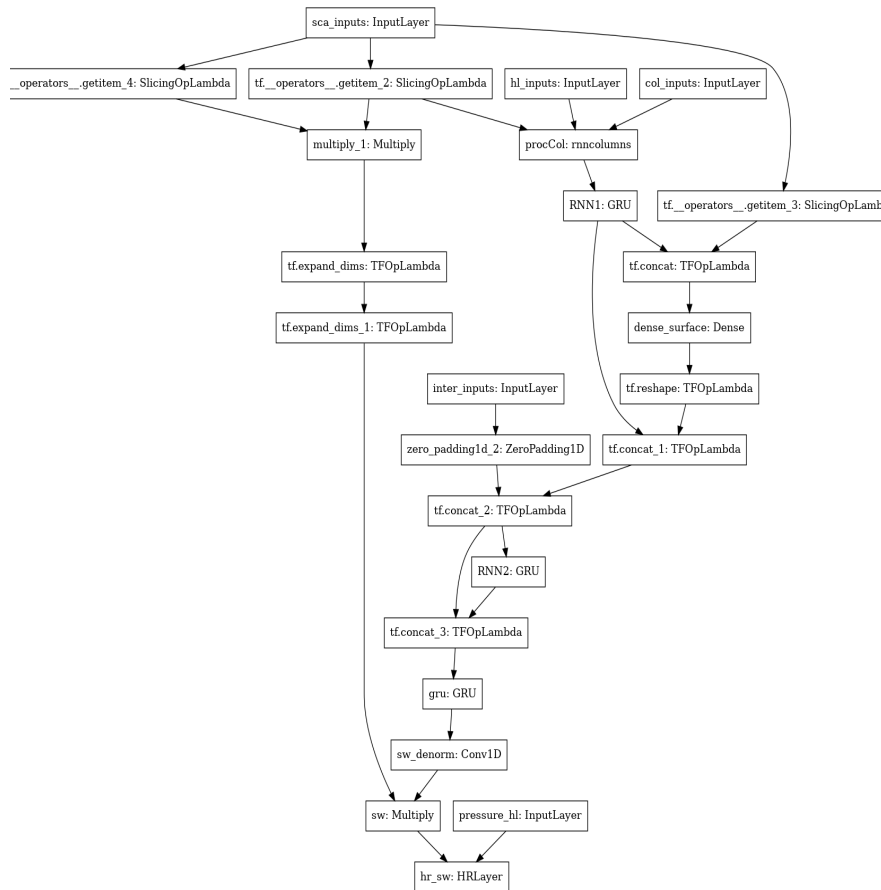 sca_inputs: InputLayer
__operators__.getitem_4: SlicingOpLambda
tf.__operators__.getitem_2: SlicingOpLambda
hl_inputs: InputLayer
col_inputs: InputLayer
multiply_1: Multiply
procCol: rnncolumns
RNN1: GRU
tf.__operators__.getitem_3: SlicingOpLamb
tf.expand_dims: TFOpLambda
tf.concat: TFOpLambda
tf.expand_dims_1: TFOpLambda
dense_surface: Dense
inter_inputs: InputLayer
tf.reshape: TFOpLambda
zero_padding1d_2: ZeroPadding1D
tf.concat_1: TFOpLambda
tf.concat_2: TFOpLambda
RNN2: GRU
tf.concat_3: TFOpLambda
gru: GRU
sw_denorm: Conv1D
sw: Multiply
pressure_hl: InputLayer
hr_sw: HRLayer